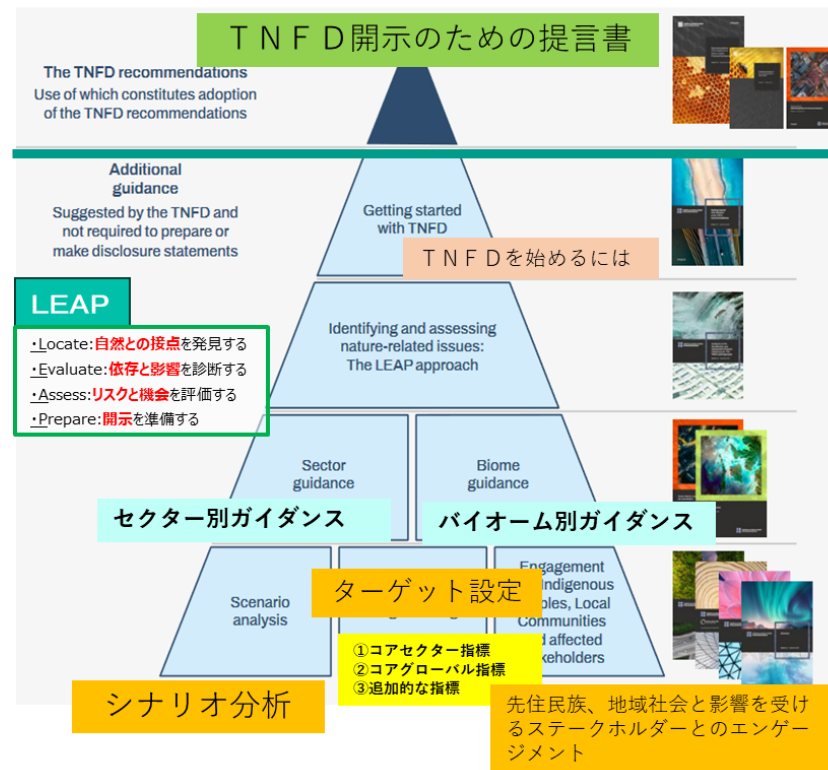 ＴＮＦＤ開示のための提言書
The TNFD recommendations
Use of which constitutes adoption
of the TNFD recommendations
Additional
guidance
Suggested by the TNFD and
not required to prepare or
make disclosure statements
Getting started
with TNFD
ＴＮＦＤを始めるには
LEAP
・Locate:自然との接点を発見する
・Evaluate:依存と影響を診断する
・Assess:リスクと機会を評価する
・Prepare:開示を準備する
Identifying and assessing
nature-related issues:
The LEAP approach
Sector
guidance
Biome
guidance
セクター別ガイダンス
バイオーム別ガイダンス
Scenario
analysis
ターゲット設定
Engagement
Indigenous
Local
Communities
affected
①コアセクター指標
②コアグローバル指標
③追加的な指標
シナリオ分析
先住民族、地域社会と影響を受け
るステークホルダーとのエンゲー
ジメント